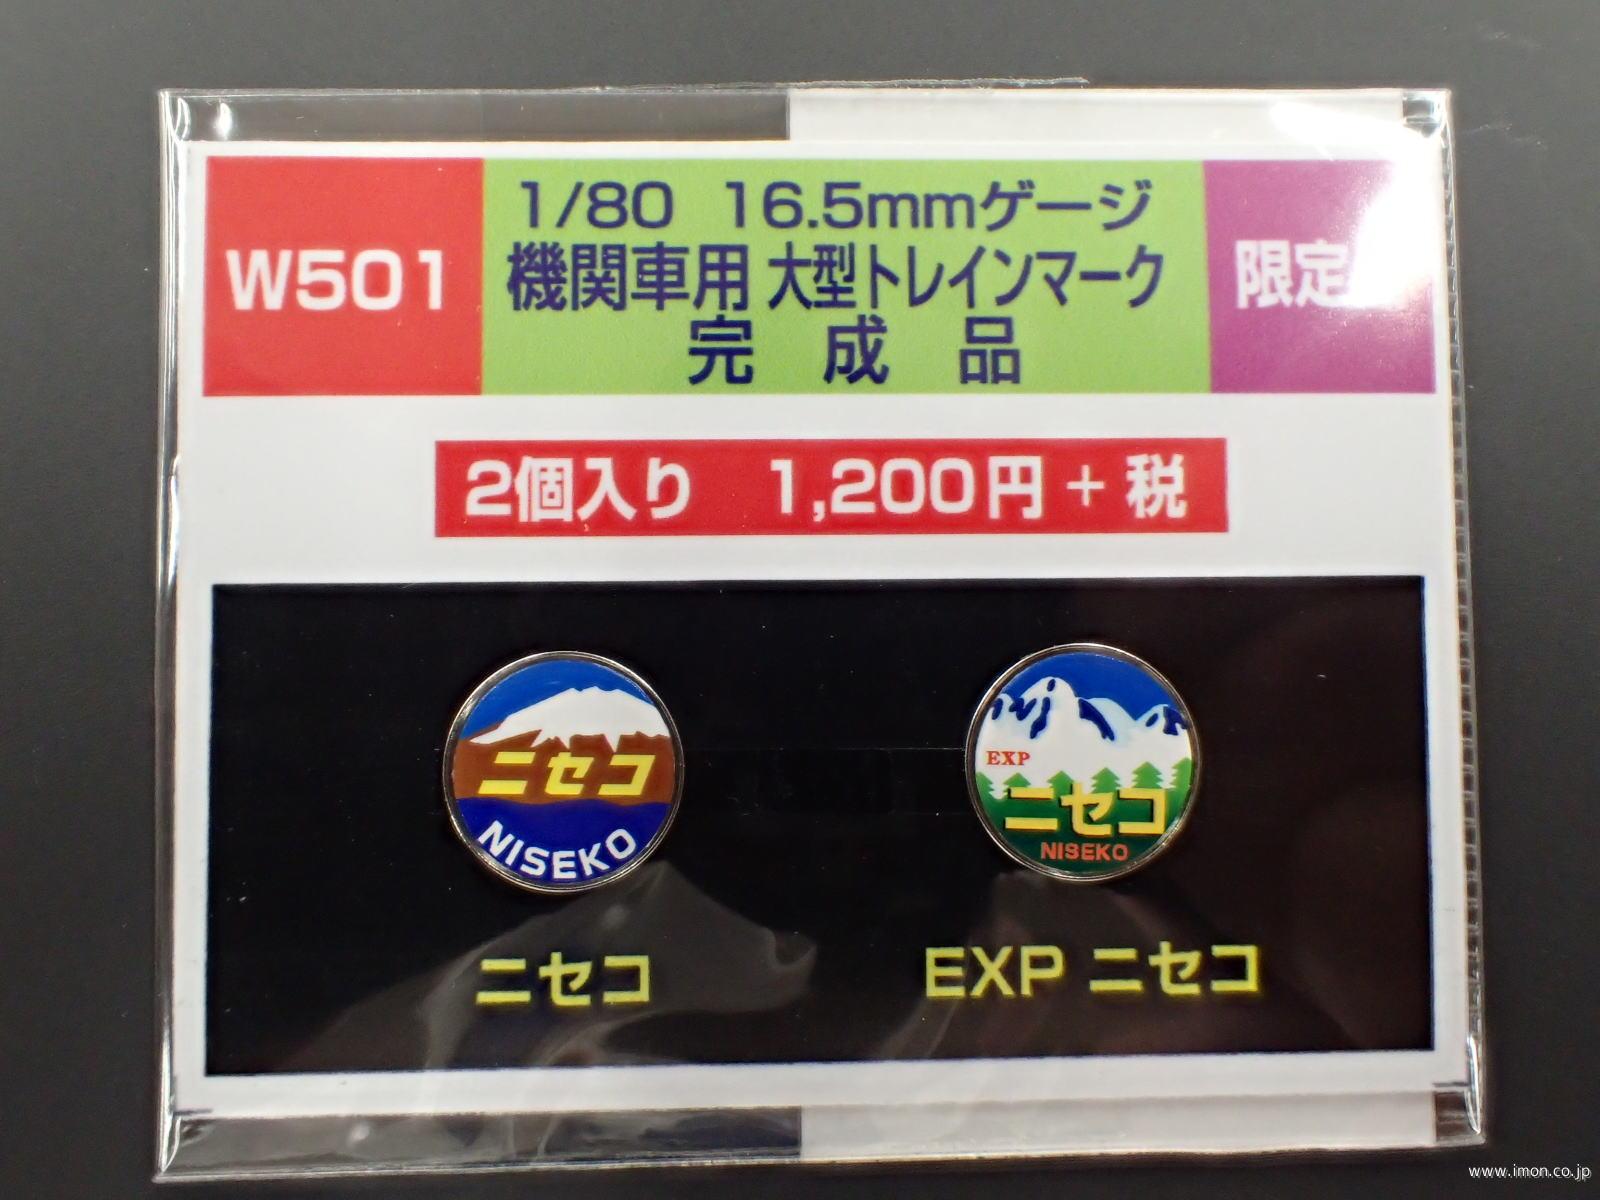 W501
1/80 16.5mmゲージ
機関車用 大型トレインマーク
完成品
限定
2個入り 1,200円＋税
ニセコ
NISEKO
EXP
ニセコ
NISEKO
ニセコ
EXP ニセコ
www.imon.co.jp